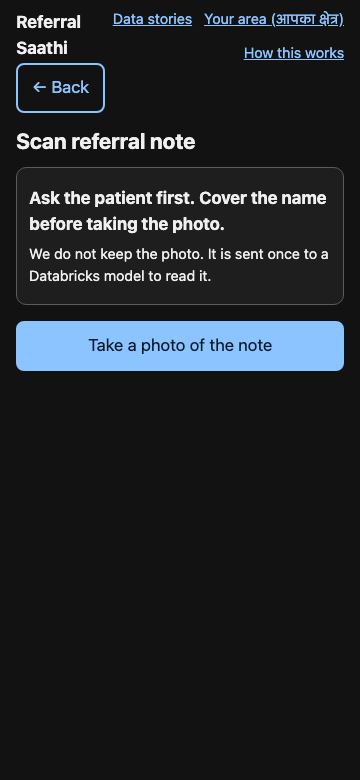 Referral Saathi
Data stories
Your area (आपका क्षेत्र)
How this works
← Back
Scan referral note
Ask the patient first. Cover the name
before taking the photo.
We do not keep the photo. It is sent once to a
Databricks model to read it.
Take a photo of the note